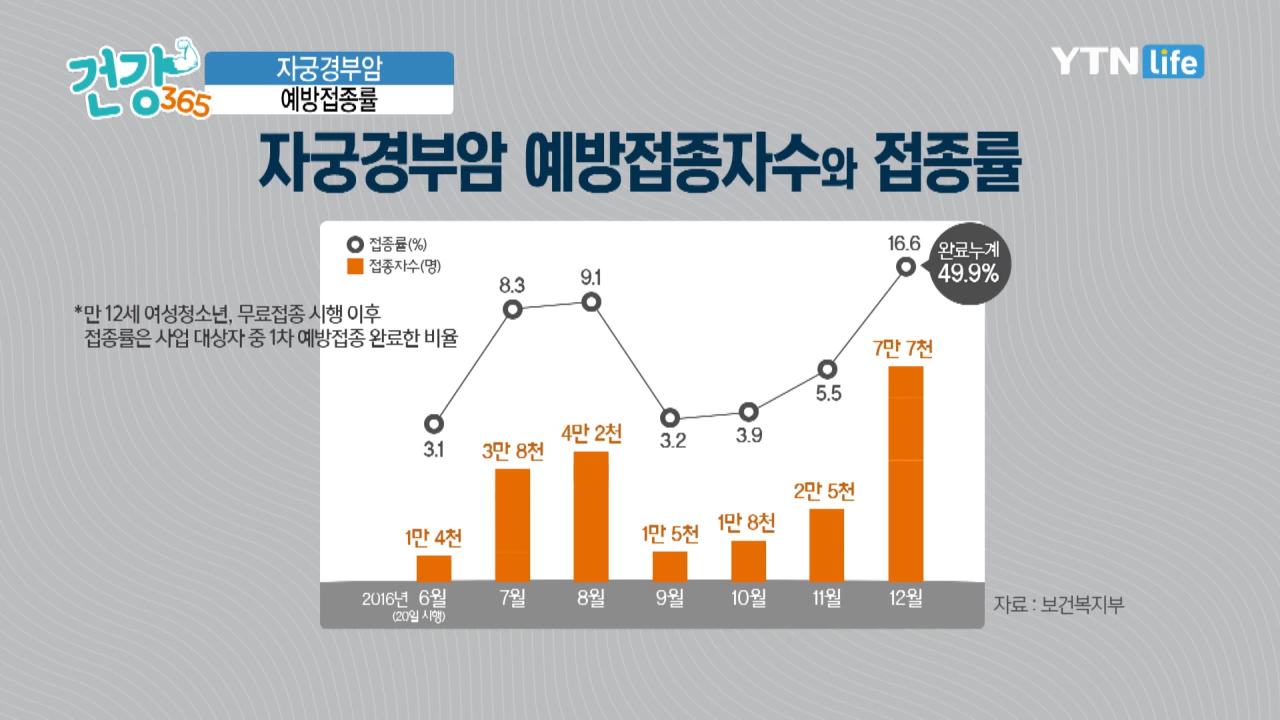 건강365
자궁경부암
예방접종률
YTN life
자궁경부암 예방접종자수와 접종률
접종률(%)
접종자수(명)
*만 12세 여성청소년, 무료접종 시행 이후
접종률은 사업 대상자 중 1차 예방접종 완료한 비율
3.1
8.3
9.1
3.2
3.9
5.5
16.6
완료누계
49.9%
1만 4천
3만 8천
4만 2천
1만 5천
1만 8천
2만 5천
7만 7천
2016년 6월 7월 8월 9월 10월 11월 12월
(20일 시행)
자료 : 보건복지부